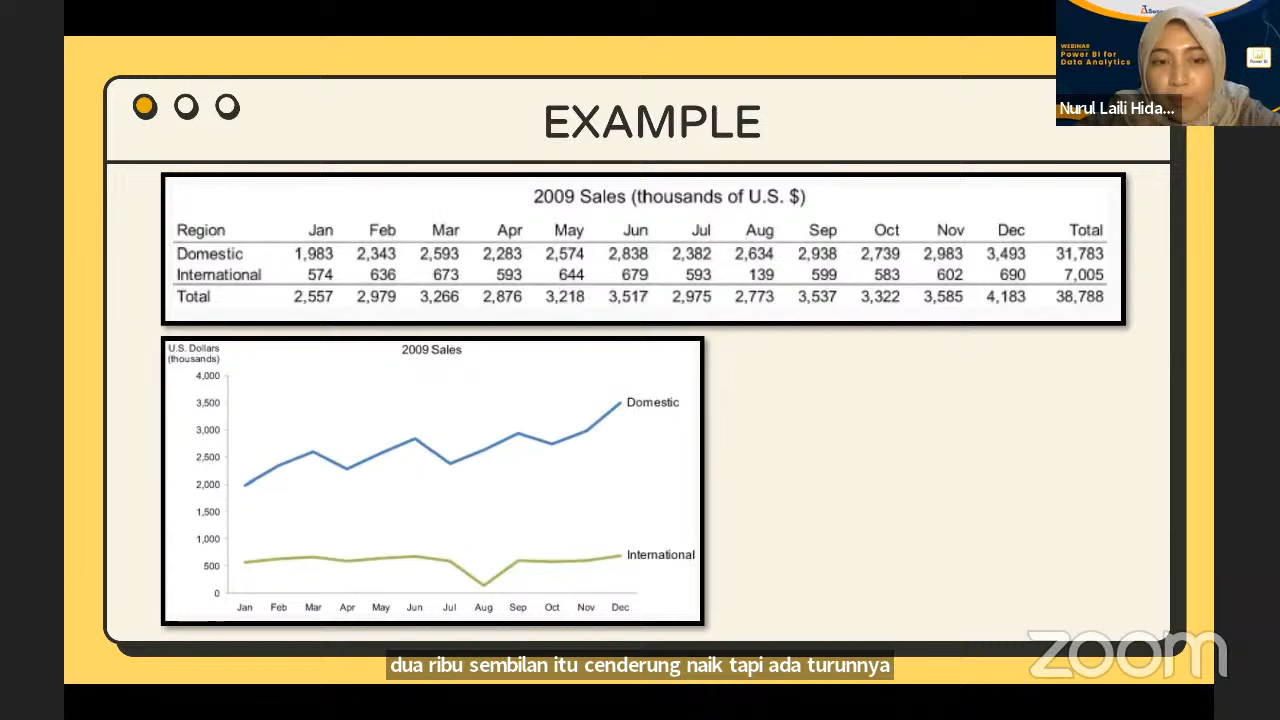 WEBINAR
Power BI for
Data Analytics
Power BI
Nurul Laili Hida...
EXAMPLE
2009 Sales (thousands of U.S. $)
Region Jan Feb Mar Apr May Jun Jul Aug Sep Oct Nov Dec Total
Domestic 1,983 2,343 2,593 2,283 2,574 2,838 2,382 2,634 2,938 2,739 2,983 3,493 31,783
International 574 636 673 593 644 679 593 139 599 583 602 690 7,005
Total 2,557 2,979 3,266 2,876 3,218 3,517 2,975 2,773 3,537 3,322 3,585 4,183 38,788
U.S. Dollars
(thousands)
2009 Sales
4,000
3,500
3,000
2,500
2,000
1,500
1,000
500
0
Domestic
International
Jan Feb Mar Apr May Jun Jul Aug Sep Oct Nov Dec
zoom
dua ribu sembilan itu cenderung naik tapi ada turunnya